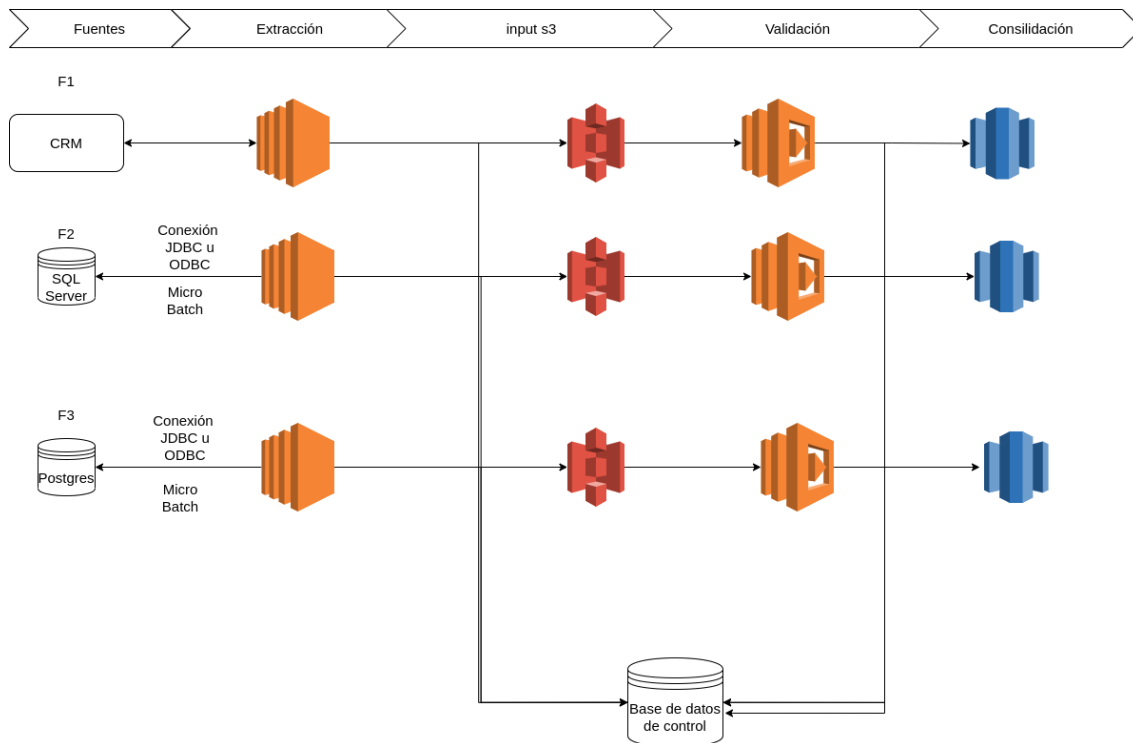 Fuentes
Extracción
input s3
Validación
Consilidación
F1
CRM
F2
SQL
Server
Conexión
JDBC u
ODBC
Micro
Batch
F3
Postgres
Conexión
JDBC u
ODBC
Micro
Batch
Base de datos
de control